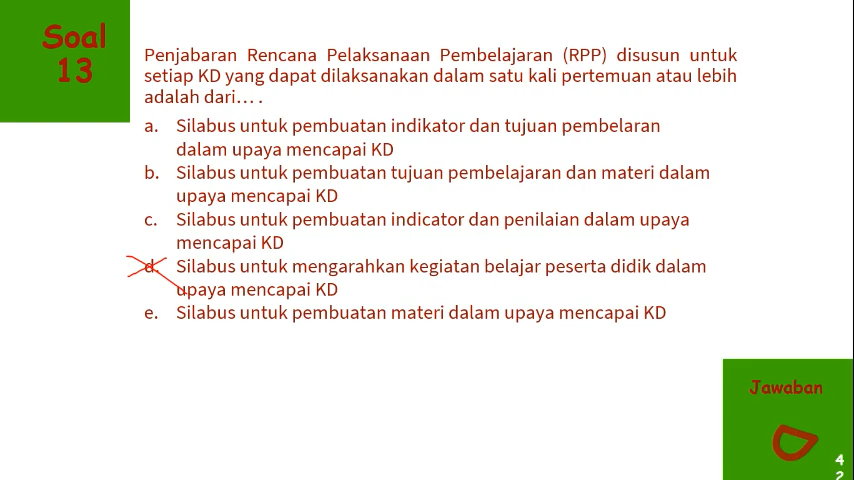 Soal
13
Penjabaran Rencana Pelaksanaan Pembelajaran (RPP) disusun untuk
setiap KD yang dapat dilaksanakan dalam satu kali pertemuan atau lebih
adalah dari... .
a. Silabus untuk pembuatan indikator dan tujuan pembelaran
dalam upaya mencapai KD
b. Silabus untuk pembuatan tujuan pembelajaran dan materi dalam
upaya mencapai KD
c. Silabus untuk pembuatan indicator dan penilaian dalam upaya
mencapai KD
d. Silabus untuk mengarahkan kegiatan belajar peserta didik dalam
upaya mencapai KD
e. Silabus untuk pembuatan materi dalam upaya mencapai KD
Jawaban
4
2